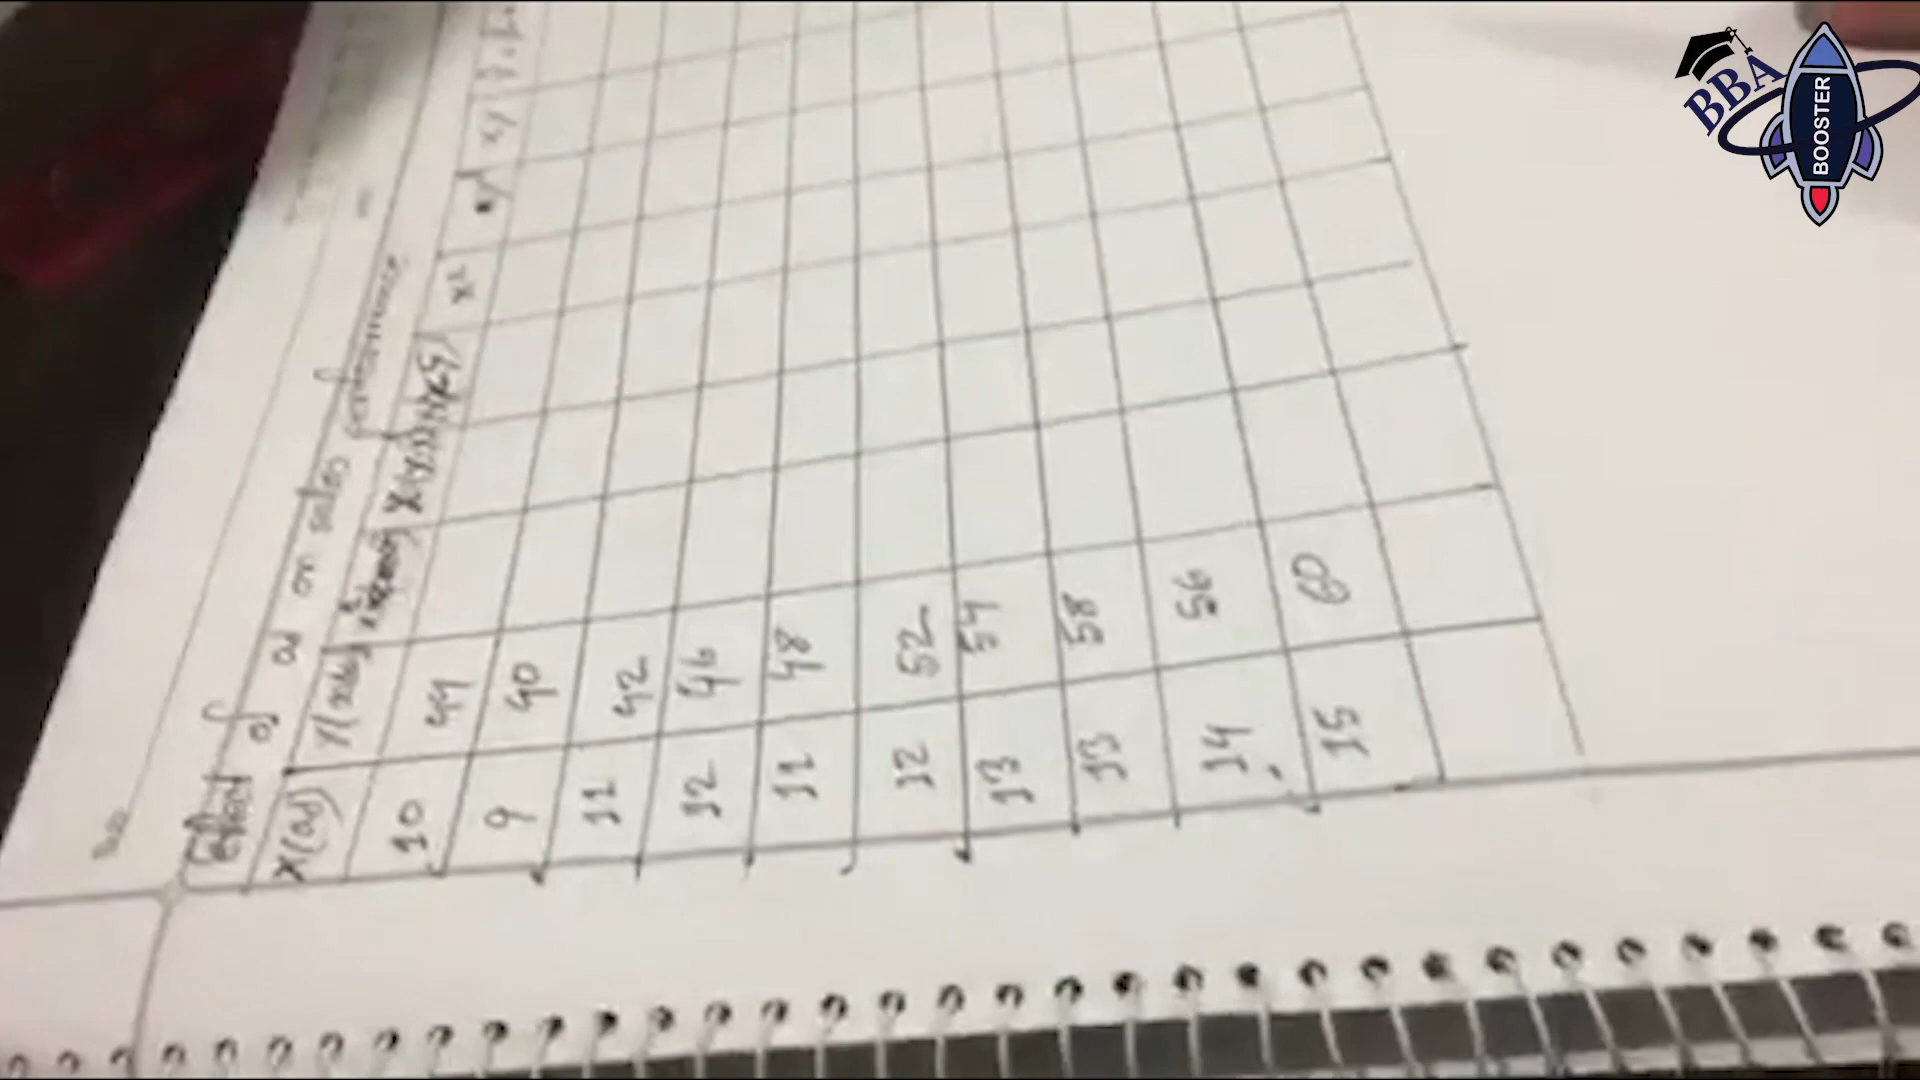 Effect of ad on sales performance
X(ad) x²
10 44
9 40
11 42
12 46
11 48
12 52
13 54
13 58
14 56
15 60
BBA
BOOSTER